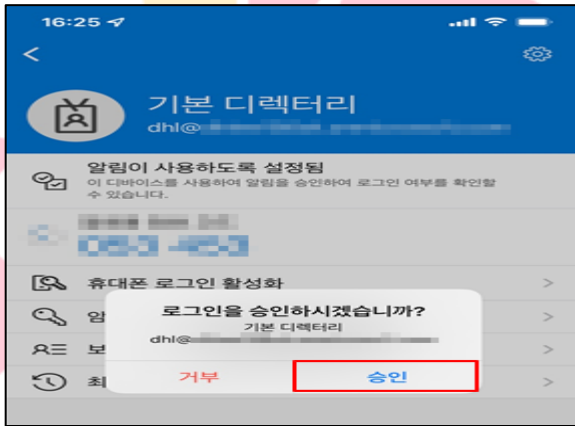 16:25
기본 디렉터리
dhl@
알림이 사용하도록 설정됨
이 디바이스를 사용하여 알림을 승인하여 로그인 여부를 확인할
수 있습니다.
휴대폰 로그인 활성화
암
보
최
로그인을 승인하시겠습니까?
기본 디렉터리
dhl@
거부
승인